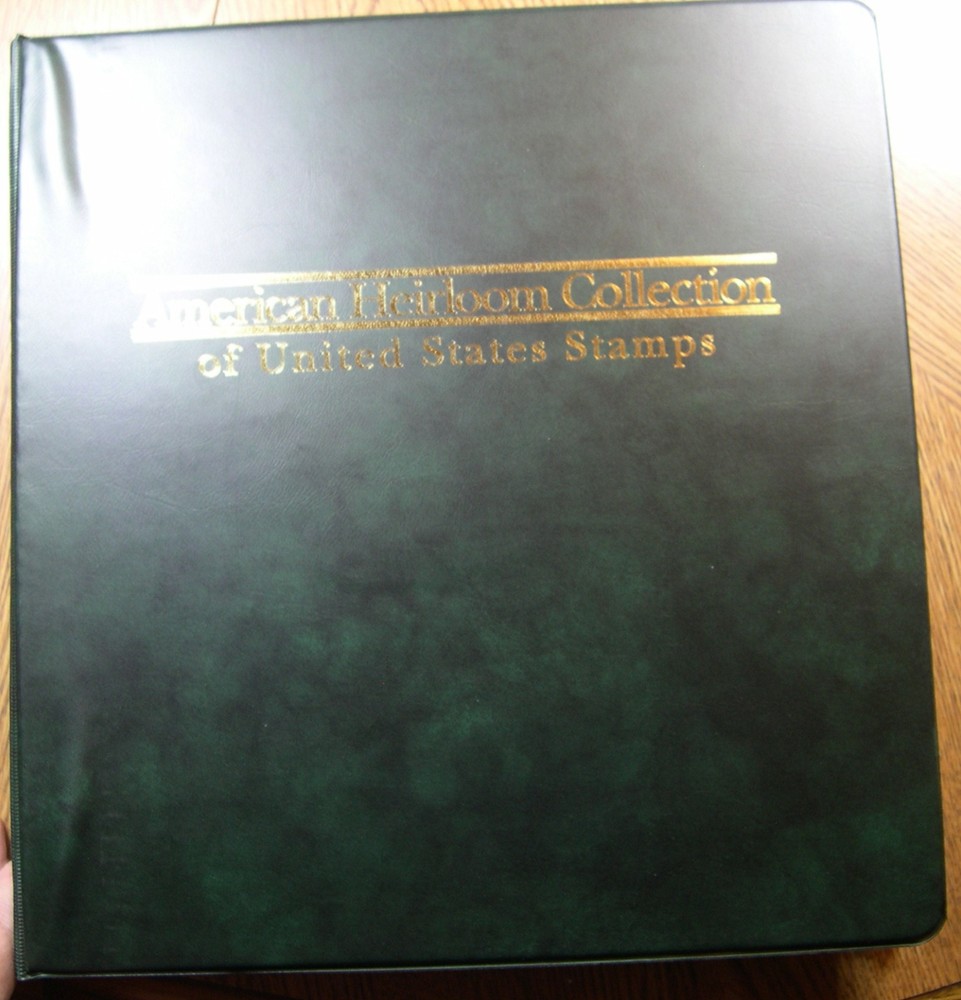 American Heirloom Collection
of United States Stamps